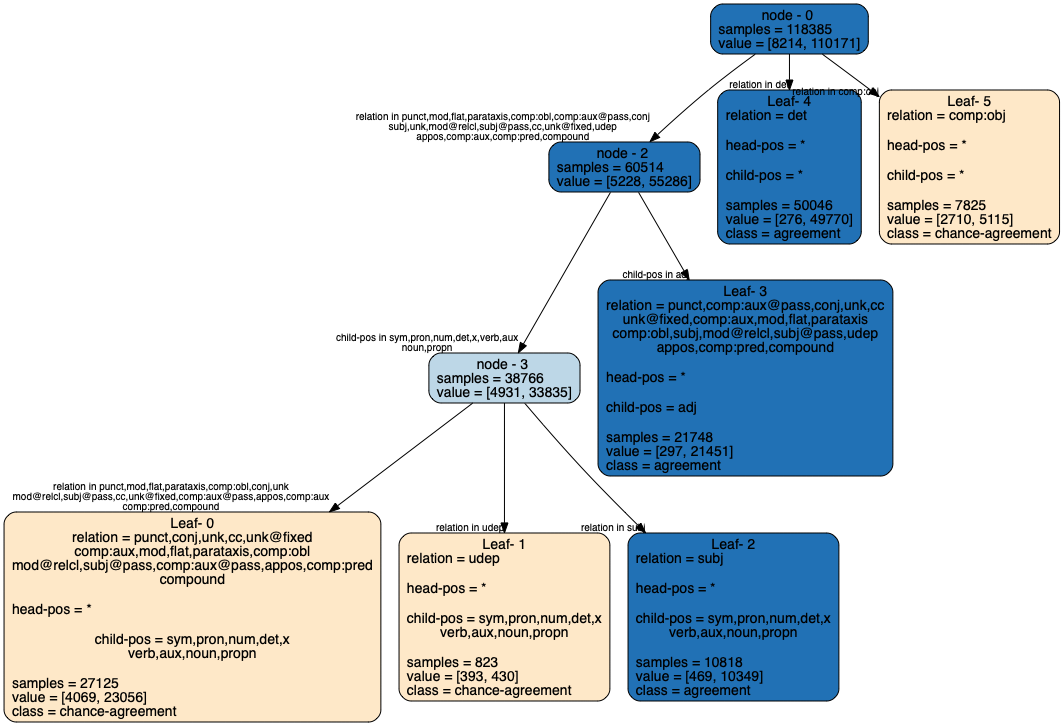 node - 0
samples = 118385
value = [8214, 110171]
relation in det
relation in comp:obj
relation in punct,mod,flat,parataxis,comp:obl,comp:aux@pass,conj
subj,unk,mod@relcl,subj@pass,cc,unk@fixed,udep
appos,comp:aux,comp:pred,compound
Leaf- 4
relation = det
head-pos = *
child-pos = *
samples = 50046
value = [276, 49770]
class = agreement
Leaf- 5
relation = comp:obj
head-pos = *
child-pos = *
samples = 7825
value = [2710, 5115]
class = chance-agreement
node - 2
samples = 60514
value = [5228, 55286]
child-pos in adj
Leaf- 3
relation = punct,comp:aux@pass,conj,unk,cc
unk@fixed,comp:aux,mod,flat,parataxis
comp:obl,subj,mod@relcl,subj@pass,udep
appos,comp:pred,compound
head-pos = *
child-pos = adj
samples = 21748
value = [297, 21451]
class = agreement
child-pos in sym,pron,num,det,x,verb,aux
noun,propn
node - 3
samples = 38766
value = [4931, 33835]
relation in punct,mod,flat,parataxis,comp:obl,conj,unk
mod@relcl,subj@pass,cc,unk@fixed,comp:aux@pass,appos,comp:aux
comp:pred,compound
relation in udep
relation in subj
Leaf- 0
relation = punct,conj,unk,cc,unk@fixed
comp:aux,mod,flat,parataxis,comp:obl
mod@relcl,subj@pass,comp:aux@pass,appos,comp:pred
compound
head-pos = *
child-pos = sym,pron,num,det,x
verb,aux,noun,propn
samples = 27125
value = [4069, 23056]
class = chance-agreement
Leaf- 1
relation = udep
head-pos = *
child-pos = sym,pron,num,det,x
verb,aux,noun,propn
samples = 823
value = [393, 430]
class = chance-agreement
Leaf- 2
relation = subj
head-pos = *
child-pos = sym,pron,num,det,x
verb,aux,noun,propn
samples = 10818
value = [469, 10349]
class = agreement